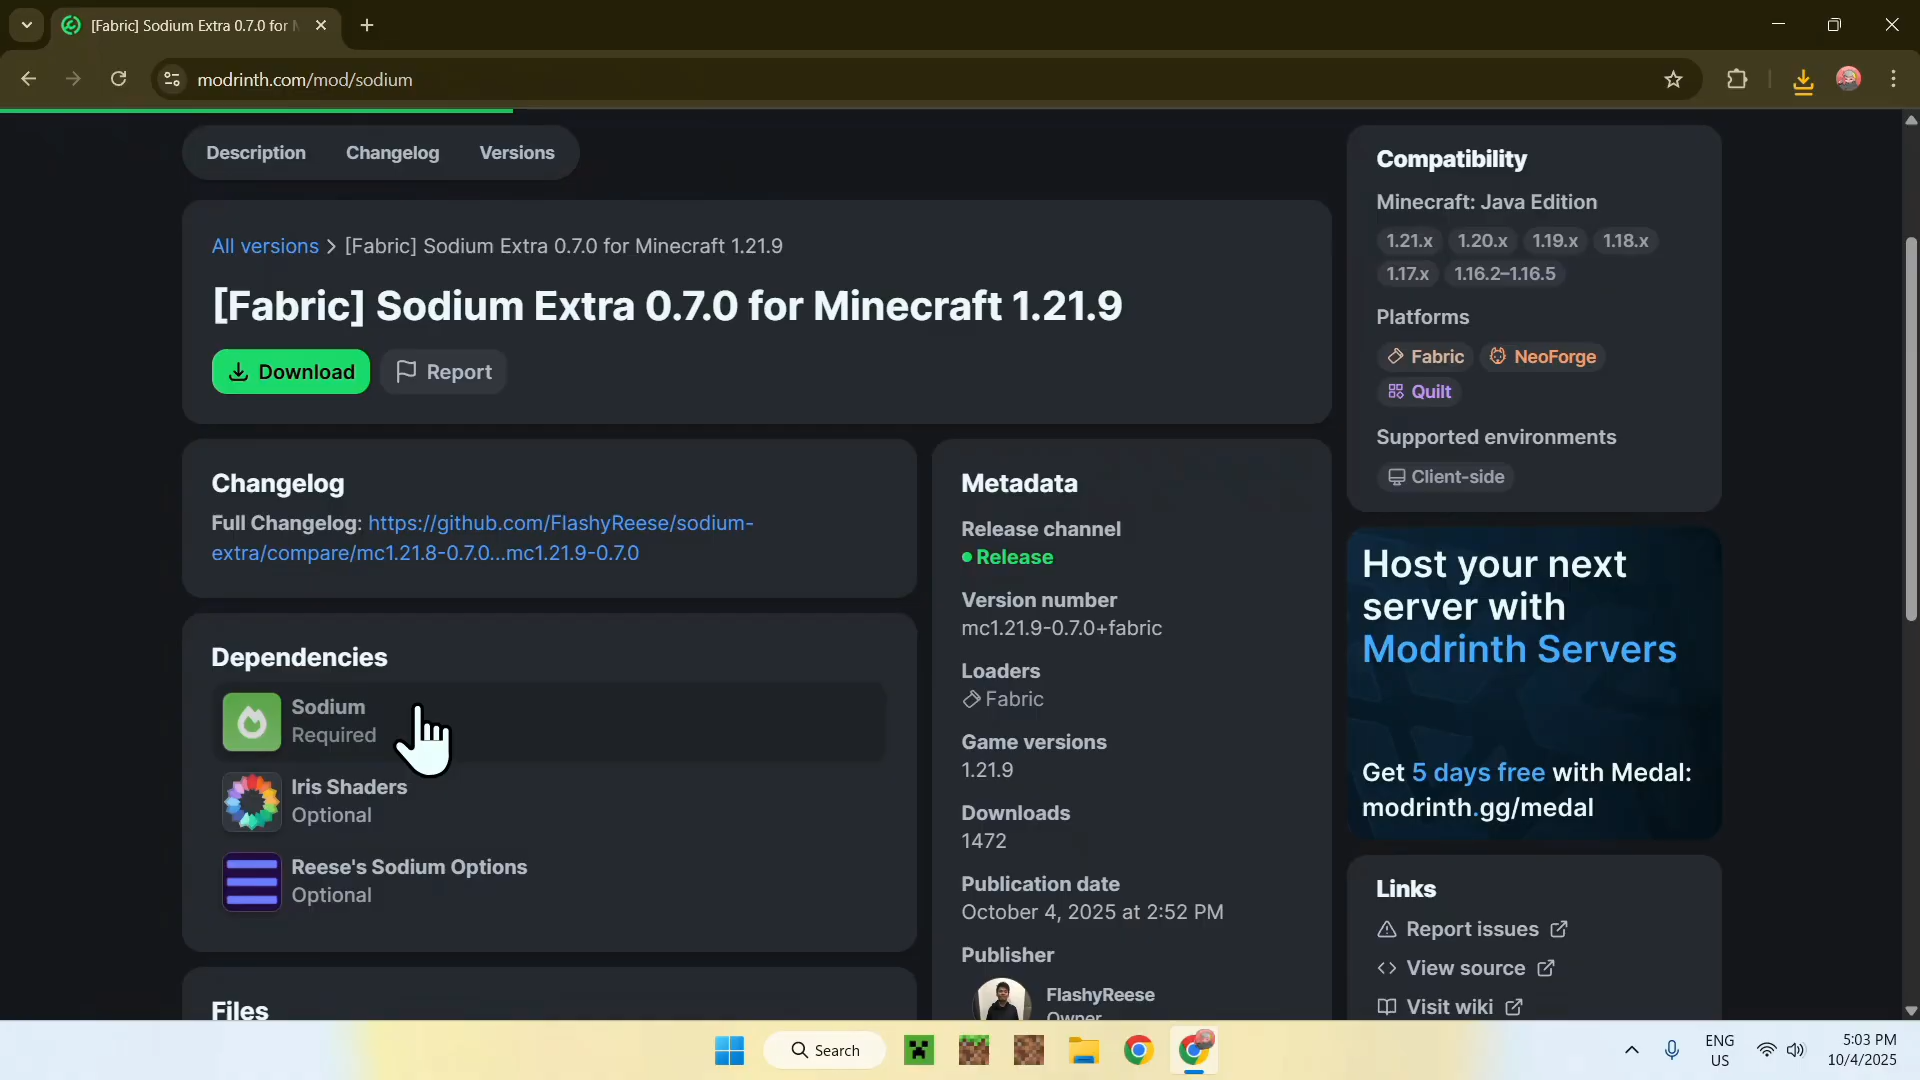 [Fabric] Sodium Extra 0.7.0 for
modrinth.com/mod/sodium
Description
Changelog
Versions
All versions > [Fabric] Sodium Extra 0.7.0 for Minecraft 1.21.9
[Fabric] Sodium Extra 0.7.0 for Minecraft 1.21.9
Download
Report
Changelog
Full Changelog: https://github.com/FlashyReese/sodium-
extra/compare/mc1.21.8-0.7.0...mc1.21.9-0.7.0
Dependencies
Sodium
Required
Iris Shaders
Optional
Reese's Sodium Options
Optional
Files
Metadata
Release channel
Release
Version number
mc1.21.9-0.7.0+fabric
Loaders
Fabric
Game versions
1.21.9
Downloads
1472
Publication date
October 4, 2025 at 2:52 PM
Publisher
FlashyReese
Owner
Compatibility
Minecraft: Java Edition
1.21.x 1.20.x 1.19.x 1.18.x
1.17.x 1.16.2–1.16.5
Platforms
Fabric NeoForge
Quilt
Supported environments
Client-side
Host your next
server with
Modrinth Servers
Get 5 days free with Medal:
modrinth.gg/medal
Links
Report issues
View source
Visit wiki
Search
ENG
US
5:03 PM
10/4/2025